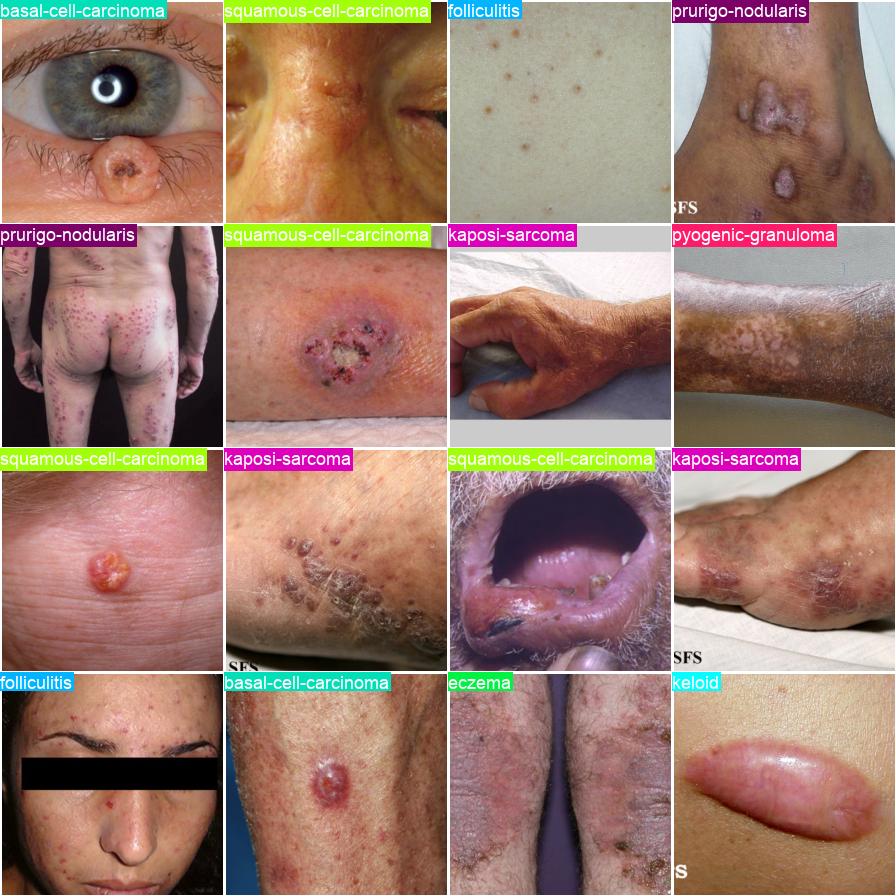 basal-cell-carcinoma
squamous-cell-carcinoma
folliculitis
prurigo-nodularis
SFS
prurigo-nodularis
squamous-cell-carcinoma
kaposi-sarcoma
pyogenic-granuloma
squamous-cell-carcinoma
kaposi-sarcoma
squamous-cell-carcinoma
kaposi-sarcoma
SFS
SFS
folliculitis
basal-cell-carcinoma
eczema
keloid
S